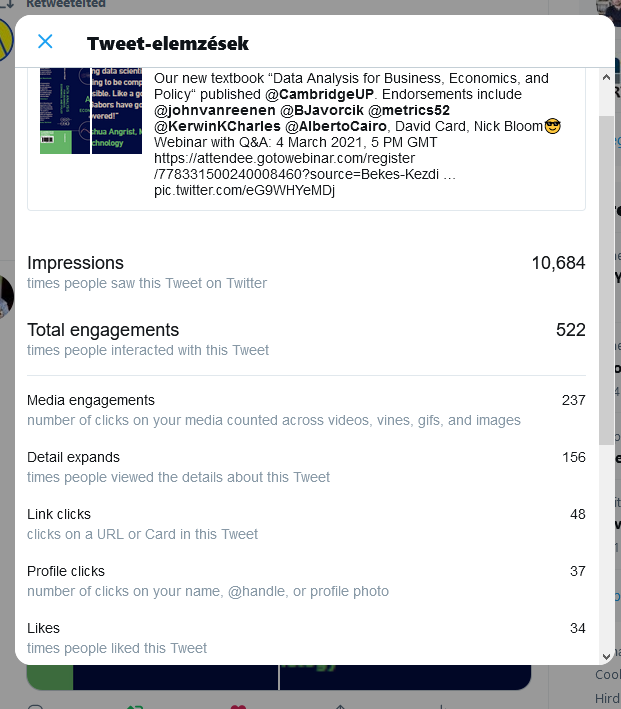 Retweetelted
Tweet-elemzések
ng data scien
ing to be comp
sible. Like a go
labors have go
vered!"
shua Angrist, M
chnology
Our new textbook “Data Analysis for Business, Economics, and
Policy“ published @CambridgeUP. Endorsements include
@johnvanreenen @BJavorcik @metrics52
@KerwinKCharles @AlbertoCairo, David Card, Nick Bloom😎
Webinar with Q&A: 4 March 2021, 5 PM GMT
https://attendee.gotowebinar.com/register
/778331500240008460?source=Bekes-Kezdi …
pic.twitter.com/eG9WHYeMDj
Impressions 10,684
times people saw this Tweet on Twitter
Total engagements 522
times people interacted with this Tweet
Media engagements 237
number of clicks on your media counted across videos, vines, gifs, and images
Detail expands 156
times people viewed the details about this Tweet
Link clicks 48
clicks on a URL or Card in this Tweet
Profile clicks 37
number of clicks on your name, @handle, or profile photo
Likes 34
times people liked this Tweet
Cool
Hird